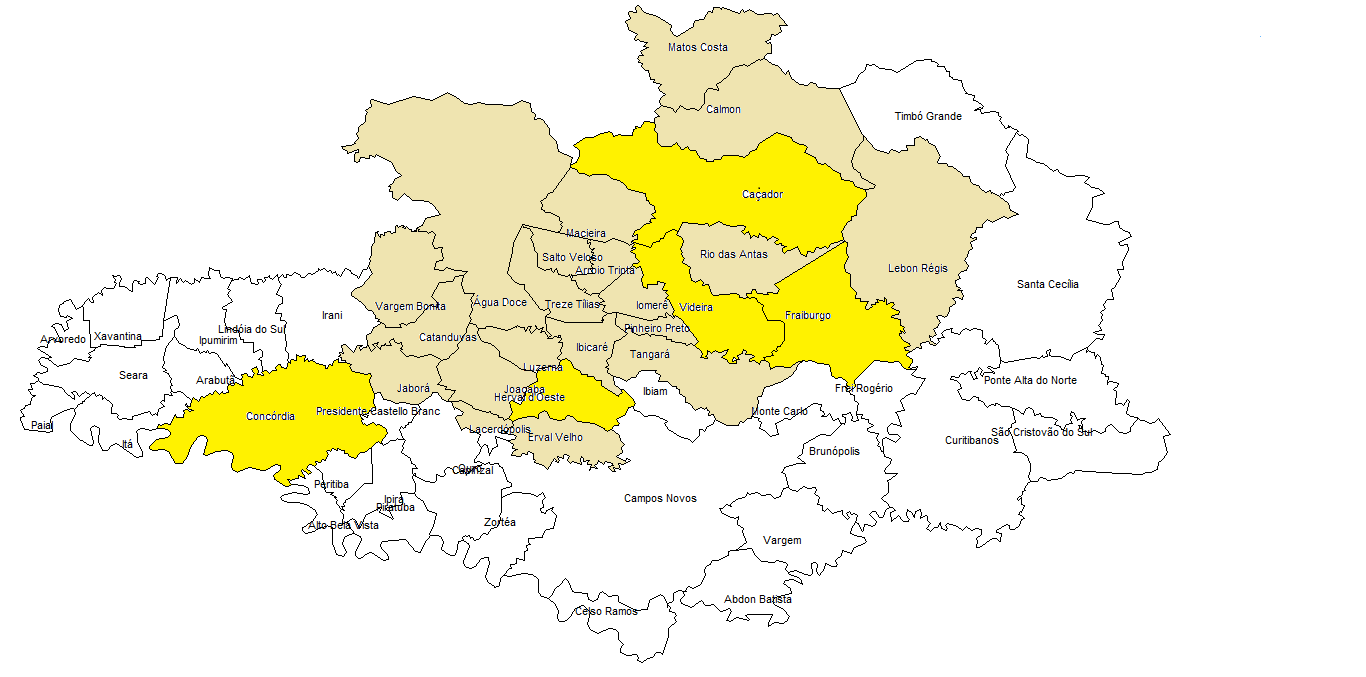 Matos Costa
Calmon
Timbó Grande
Caçador
Macieira
Salto Veloso
Arroio Trinta
Rio das Antas
Lebon Régis
Santa Cecília
Vargem Bonita
Água Doce
Treze Tílias
Iomerê
Videira
Fraiburgo
Irani
Lindóia do Sul
Ipumirim
Xavantina
Arvoredo
Catanduvas
Pinheiro Preto
Ibicaré
Tangará
Luzerna
Seara
Arabutã
Jaborá
Joaçaba
Herval d'Oeste
Ibiam
Frei Rogério
Ponte Alta do Norte
Concórdia
Presidente Castello Branc
Monte Carlo
Paial
Itá
Lacerdópolis
Erval Velho
Brunópolis
Curitibanos
São Cristovão do Sul
Ouro
Capinzal
Peritiba
Ipira
Piratuba
Campos Novos
Alto Bela Vista
Zortéa
Vargem
Abdon Batista
Celso Ramos